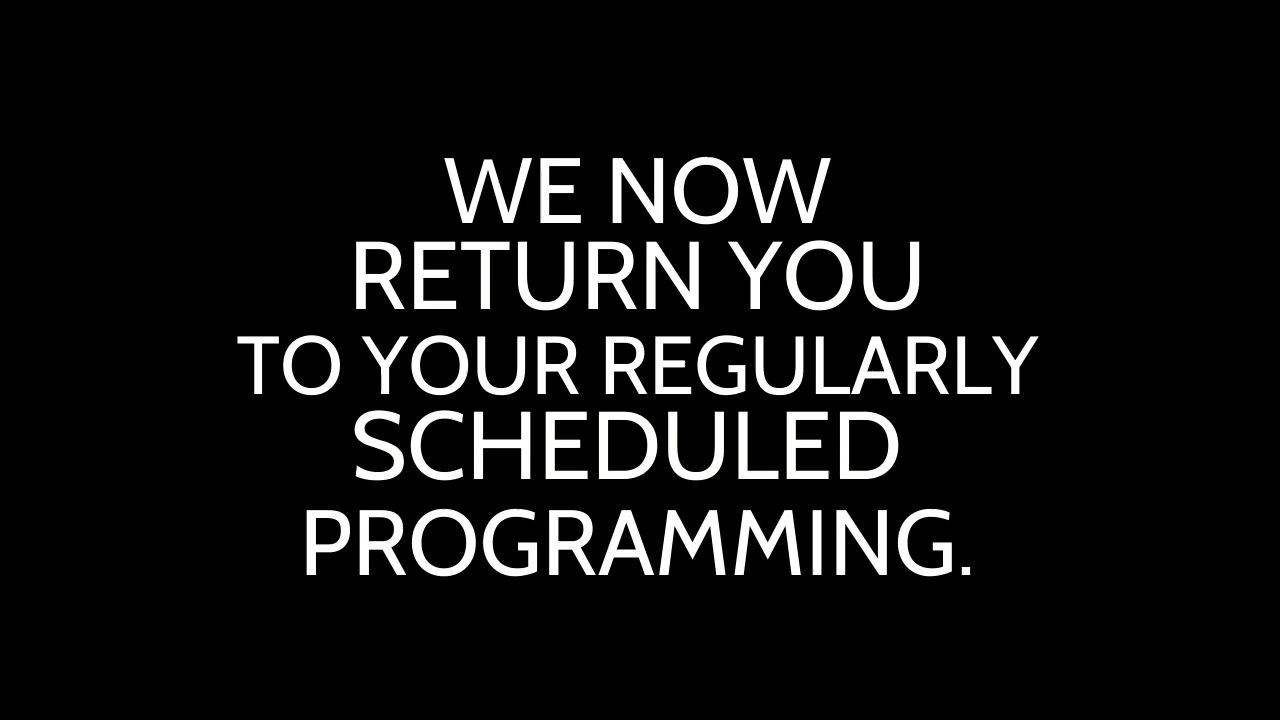 WE NOW
RETURN YOU
TO YOUR REGULARLY
SCHEDULED
PROGRAMMING.